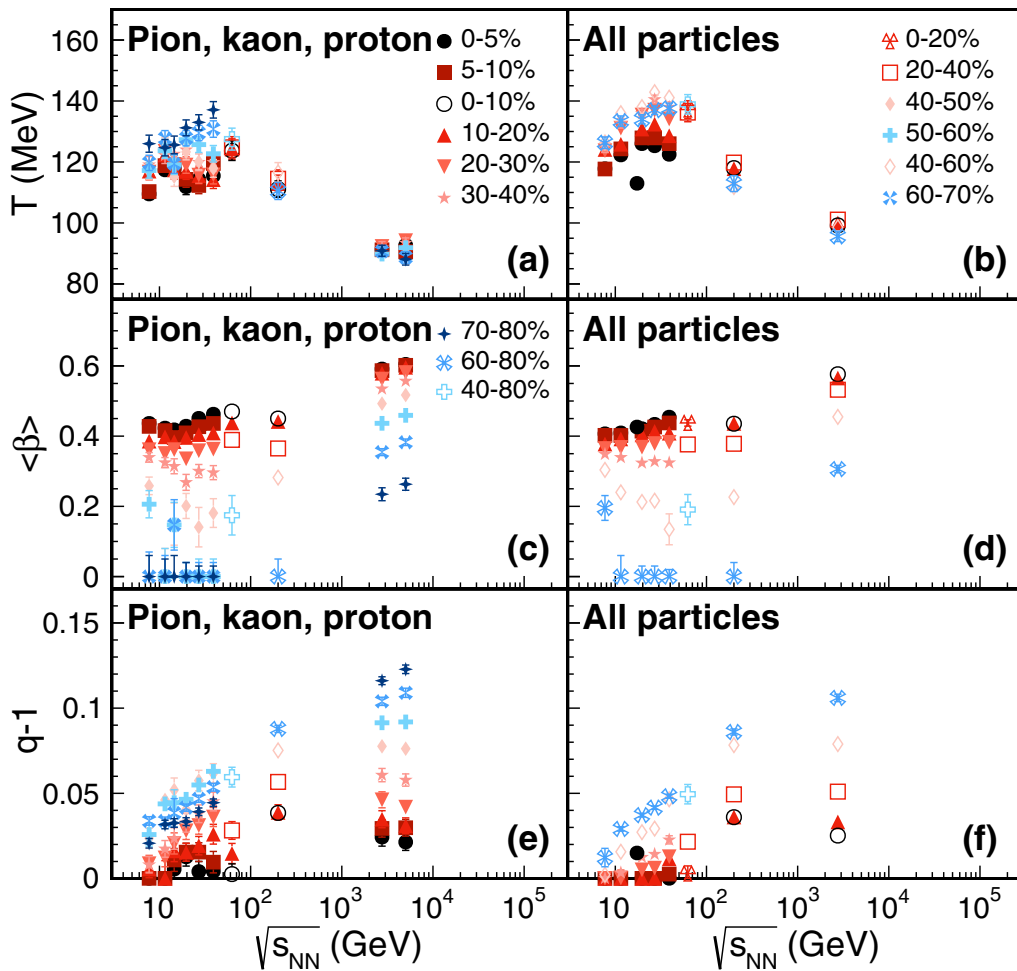 Pion, kaon, proton
0-5%
5-10%
0-10%
10-20%
20-30%
30-40%
T (MeV)
160
140
120
100
80
(a)
All particles
0-20%
20-40%
40-50%
50-60%
40-60%
60-70%
(b)
Pion, kaon, proton
70-80%
60-80%
40-80%
<β>
0.6
0.4
0.2
0
(c)
All particles
(d)
Pion, kaon, proton
q-1
0.15
0.1
0.05
0
(e)
All particles
(f)
10 10² 10³ 10⁴ 10⁵
10 10² 10³ 10⁴ 10⁵
√sNN (GeV)
√sNN (GeV)